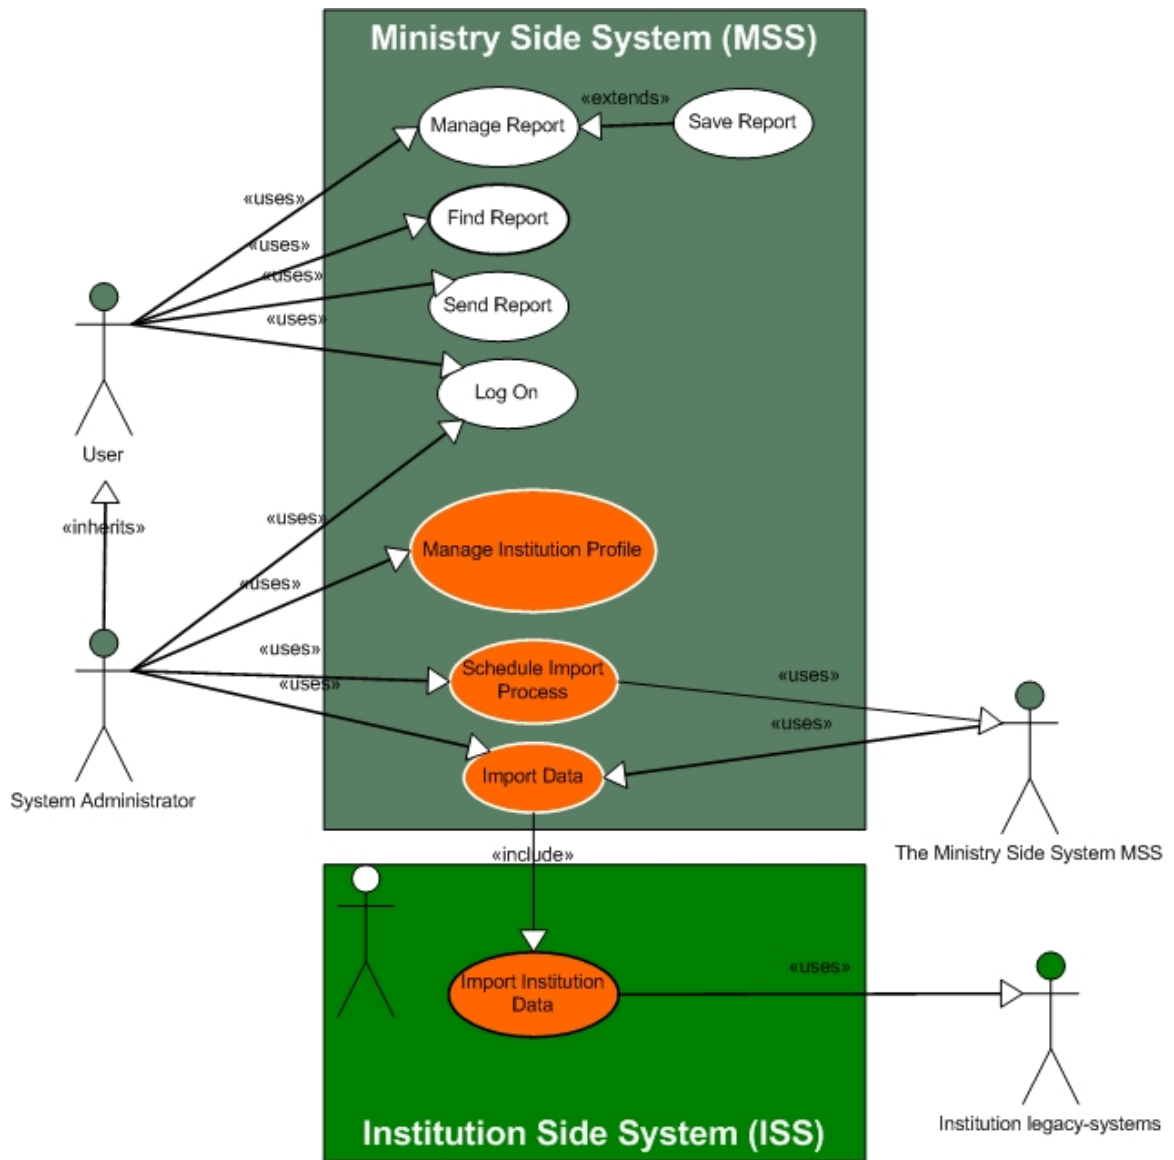 Ministry Side System (MSS)
«extends»
Manage Report
Save Report
«uses»
Find Report
«uses»
«uses»
Send Report
«uses»
Log On
User
«inherits»
«uses»
Manage Institution Profile
«uses»
«uses»
Schedule Import
Process
«uses»
«uses»
«uses»
Import Data
System Administrator
The Ministry Side System MSS
«include»
Import Institution
Data
«uses»
Institution legacy-systems
Institution Side System (ISS)